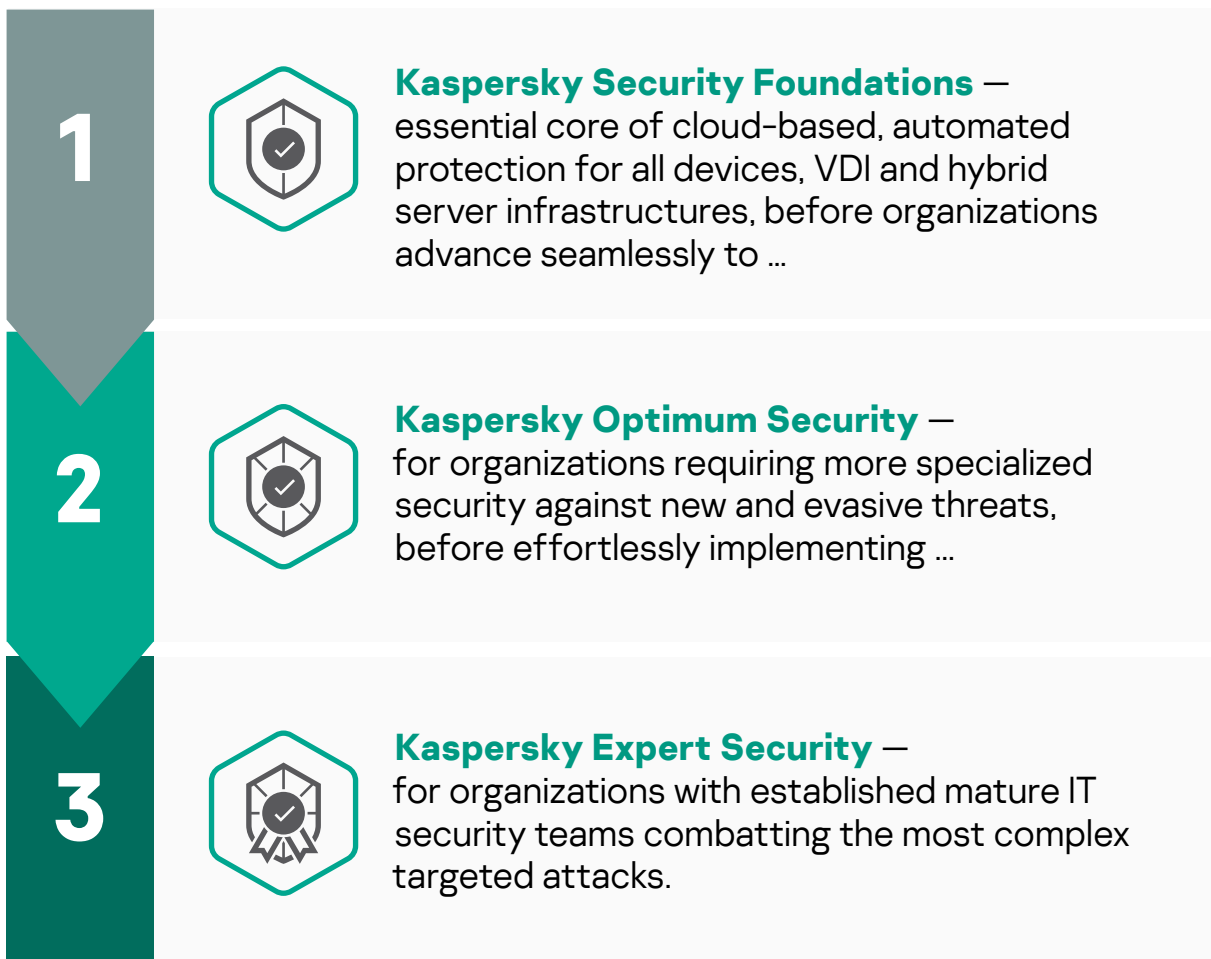 1
Kaspersky Security Foundations —
essential core of cloud-based, automated
protection for all devices, VDI and hybrid
server infrastructures, before organizations
advance seamlessly to ...
2
Kaspersky Optimum Security —
for organizations requiring more specialized
security against new and evasive threats,
before effortlessly implementing ...
3
Kaspersky Expert Security —
for organizations with established mature IT
security teams combatting the most complex
targeted attacks.